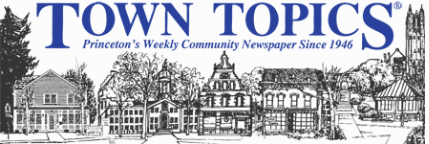 TOWN TOPICS®
Princeton's Weekly Community Newspaper Since 1946